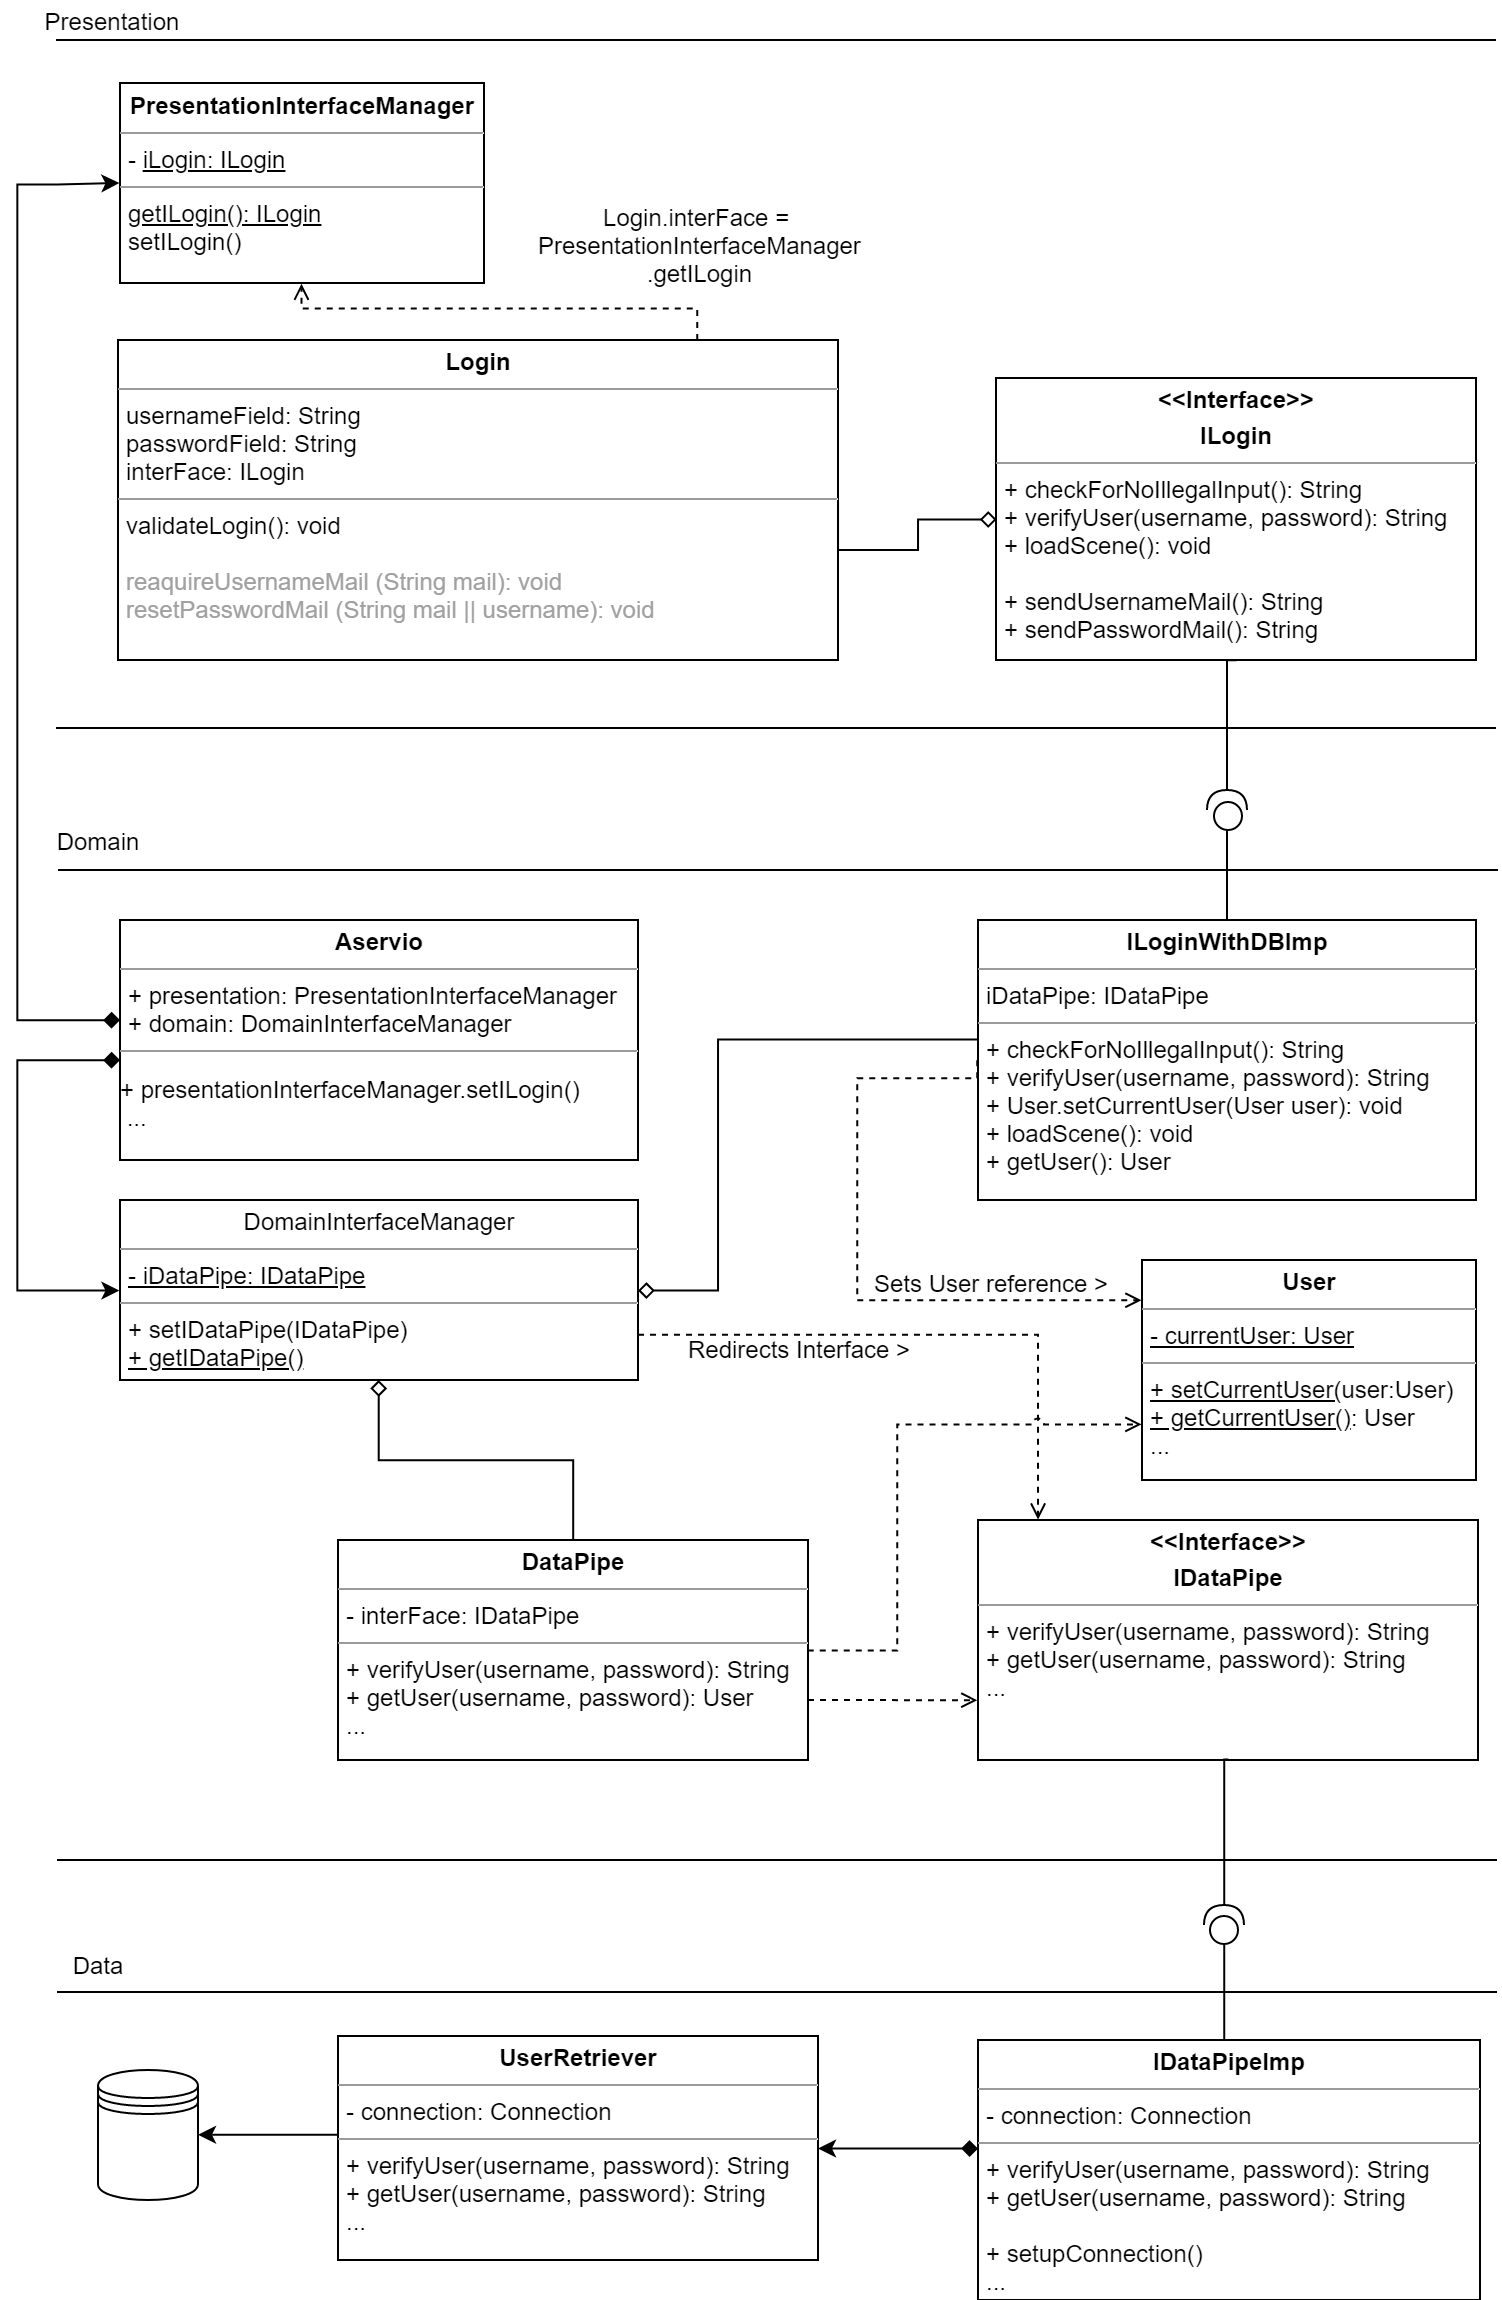 Presentation
PresentationInterfaceManager
- iLogin: ILogin
getILogin(): ILogin
setILogin()
Login.interFace =
PresentationInterfaceManager
.getILogin
Login
usernameField: String
passwordField: String
interFace: ILogin
validateLogin(): void
reaquireUsernameMail (String mail): void
resetPasswordMail (String mail || username): void
<<Interface>>
ILogin
+ checkForNoIllegalInput(): String
+ verifyUser(username, password): String
+ loadScene(): void
+ sendUsernameMail(): String
+ sendPasswordMail(): String
Domain
Aservio
+ presentation: PresentationInterfaceManager
+ domain: DomainInterfaceManager
+ presentationInterfaceManager.setILogin()
...
ILoginWithDBImp
iDataPipe: IDataPipe
+ checkForNoIllegalInput(): String
+ verifyUser(username, password): String
+ User.setCurrentUser(User user): void
+ loadScene(): void
+ getUser(): User
DomainInterfaceManager
- iDataPipe: IDataPipe
+ setIDataPipe(IDataPipe)
+ getIDataPipe()
Sets User reference >
Redirects Interface >
User
- currentUser: User
+ setCurrentUser(user:User)
+ getCurrentUser(): User
...
DataPipe
- interFace: IDataPipe
+ verifyUser(username, password): String
+ getUser(username, password): User
...
<<Interface>>
IDataPipe
+ verifyUser(username, password): String
+ getUser(username, password): String
...
Data
UserRetriever
- connection: Connection
+ verifyUser(username, password): String
+ getUser(username, password): String
...
IDataPipeImp
- connection: Connection
+ verifyUser(username, password): String
+ getUser(username, password): String
+ setupConnection()
...